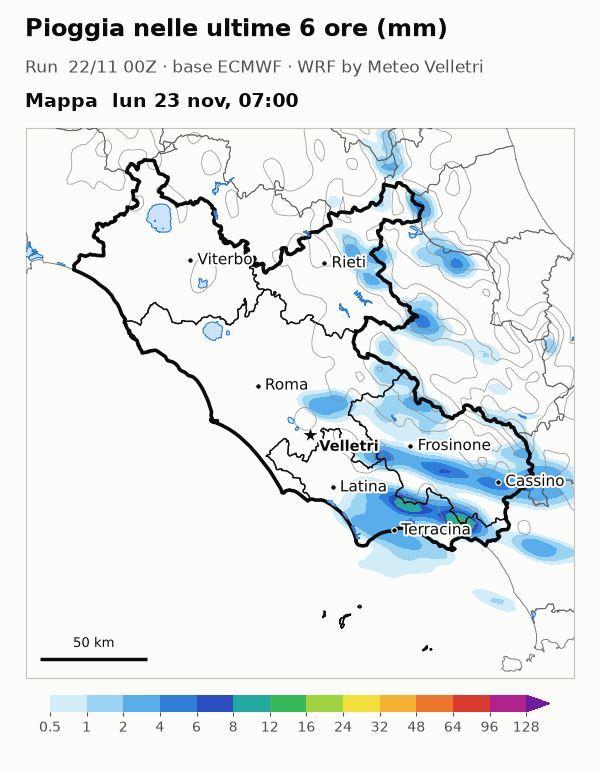 Pioggia nelle ultime 6 ore (mm)
Run 22/11 00Z · base ECMWF · WRF by Meteo Velletri
Mappa lun 23 nov, 07:00
Viterbo
Rieti
Roma
Velletri
Frosinone
Latina
Cassino
Terracina
50 km
0.5 1 2 4 6 8 12 16 24 32 48 64 96 128